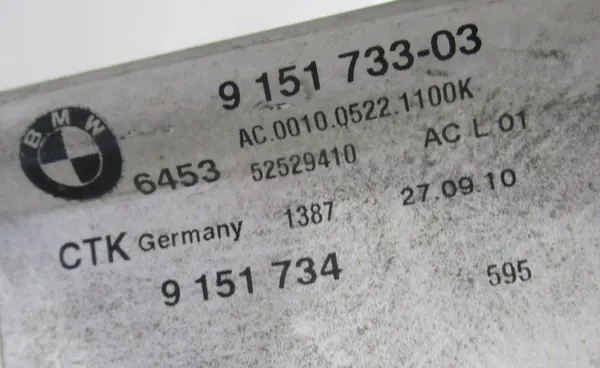 9 151 733-03
AC.0010.0522.1100K
BMW
6453 52529410 AC L 01
CTK Germany 1387 27.09.10
9 151 734 595